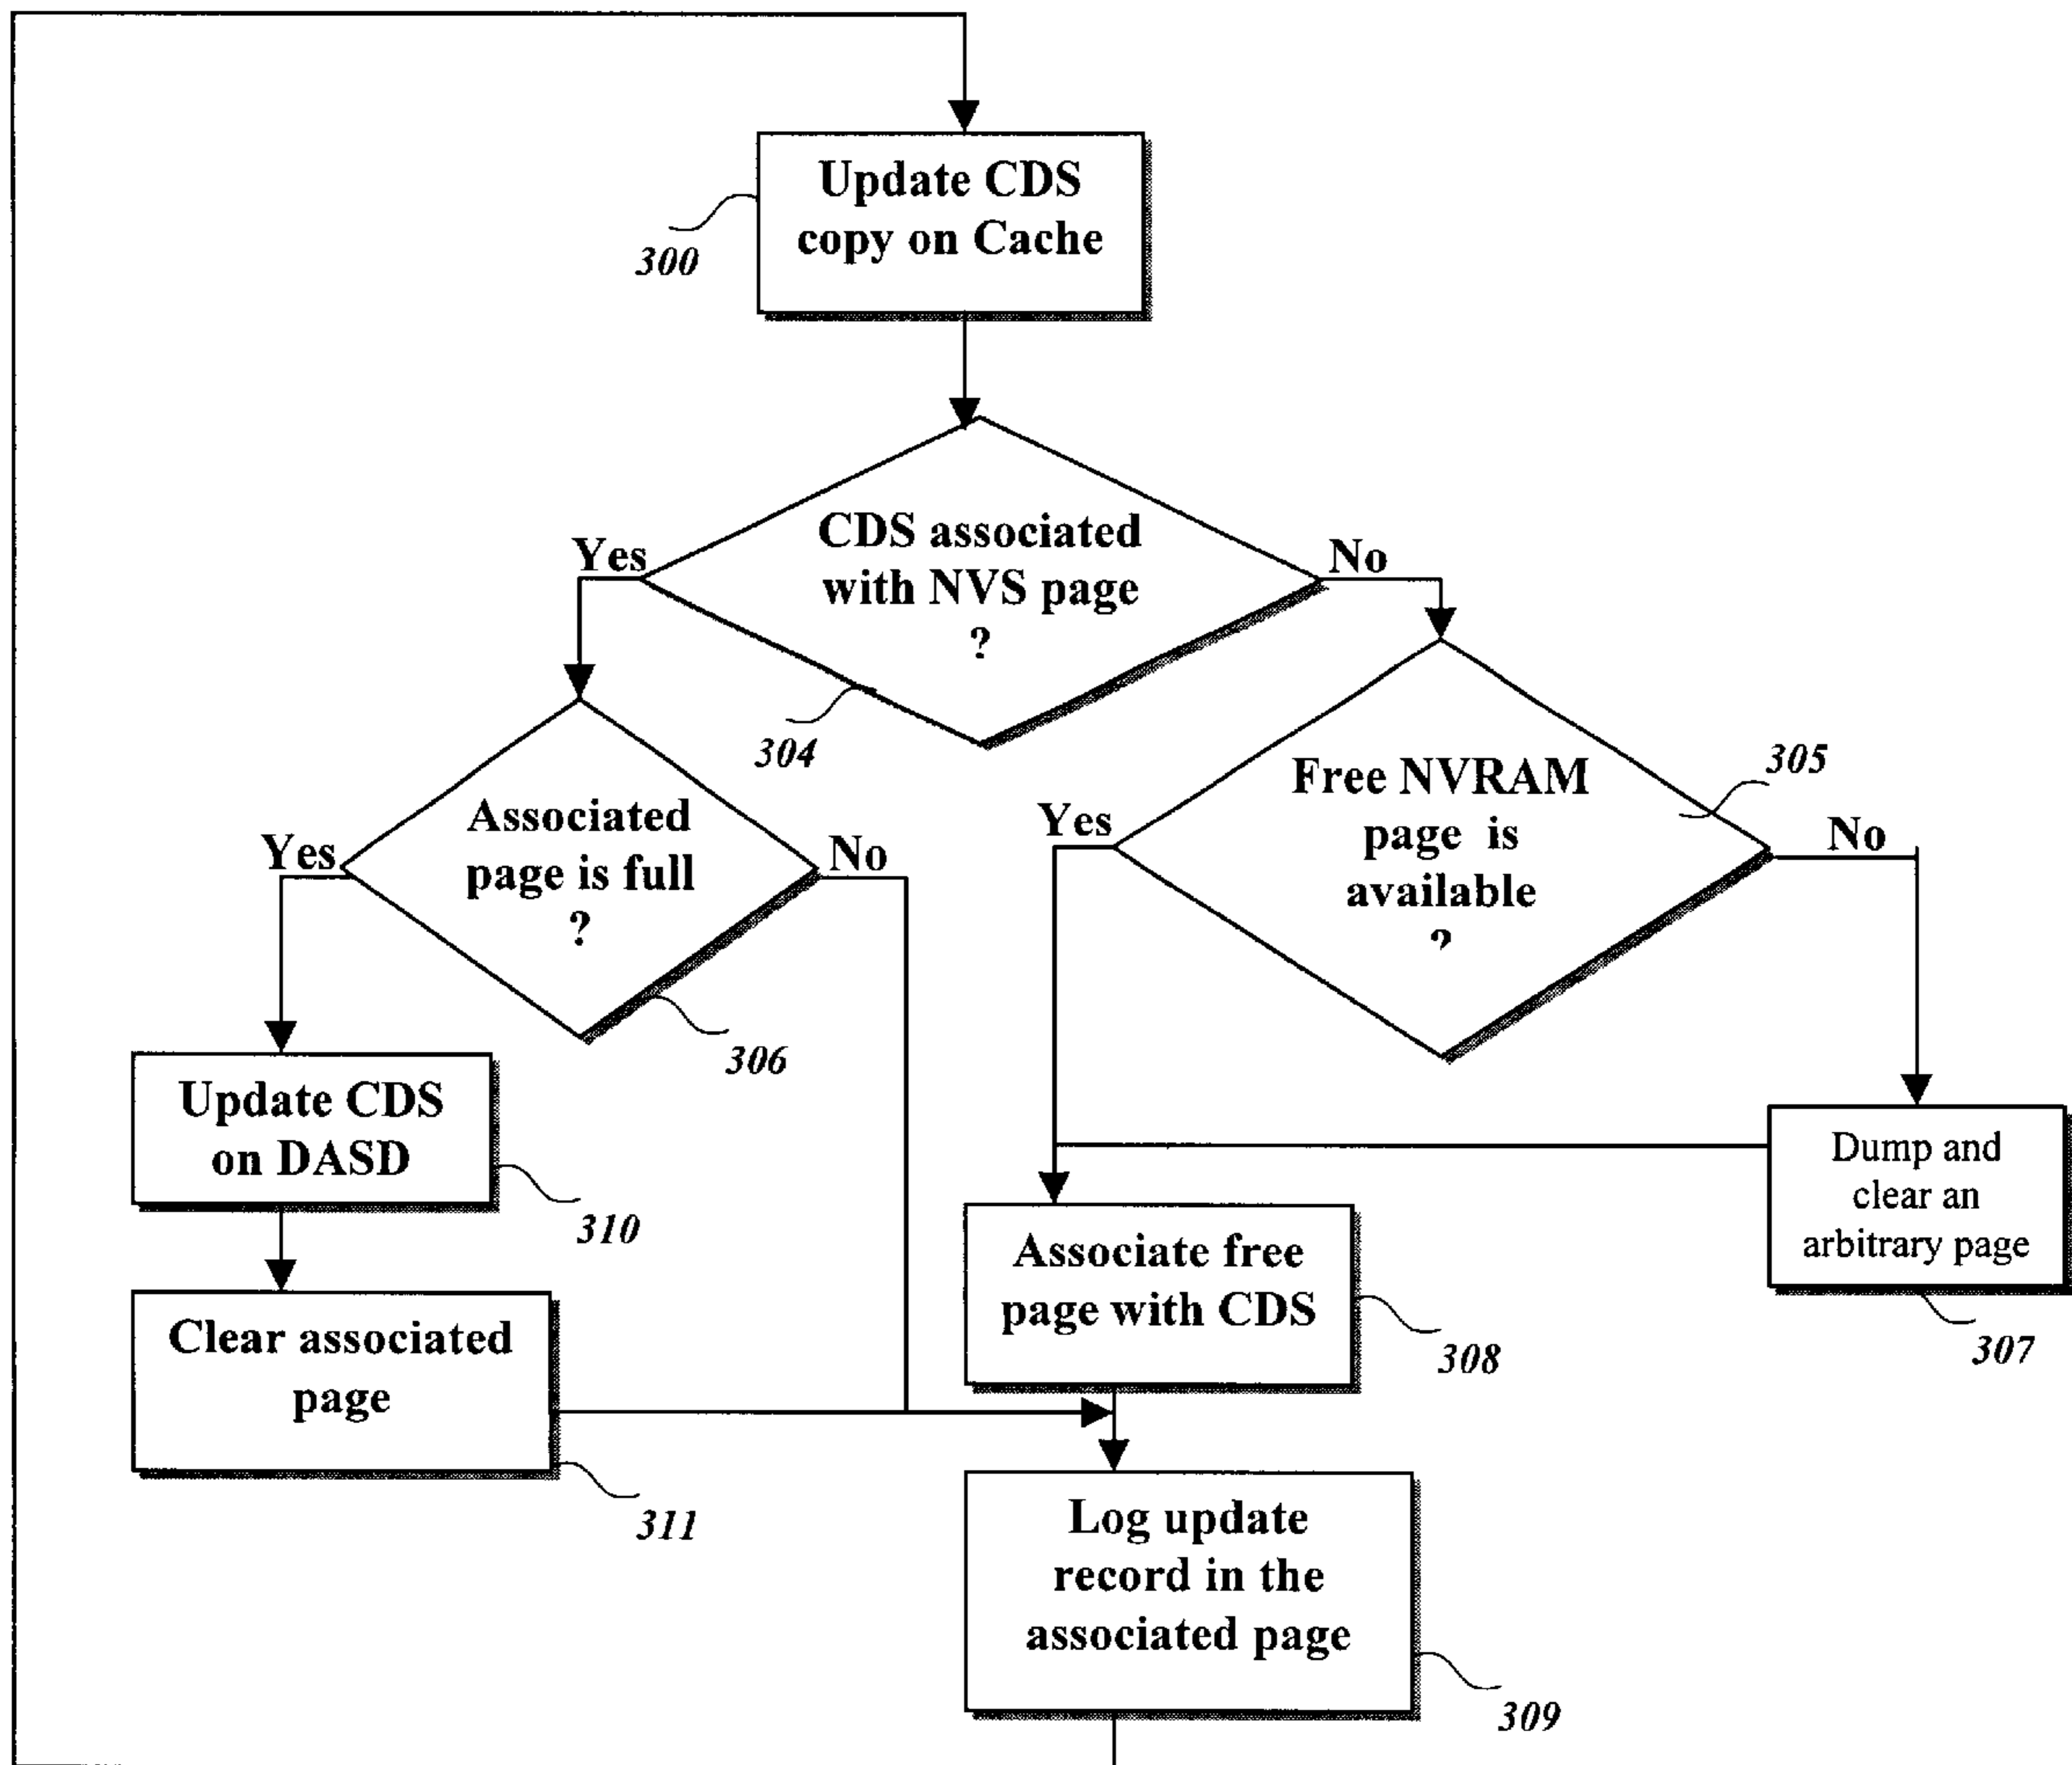 Update CDS
copy on Cache
300
CDS associated
with NVS page
?
Yes
No
304
Associated
page is full
?
Yes
No
306
Free NVRAM
page is
available
?
305
Yes
No
Update CDS
on DASD
310
Dump and
clear an
arbitrary page
307
Associate free
page with CDS
308
Clear associated
page
311
Log update
record in the
associated page
309